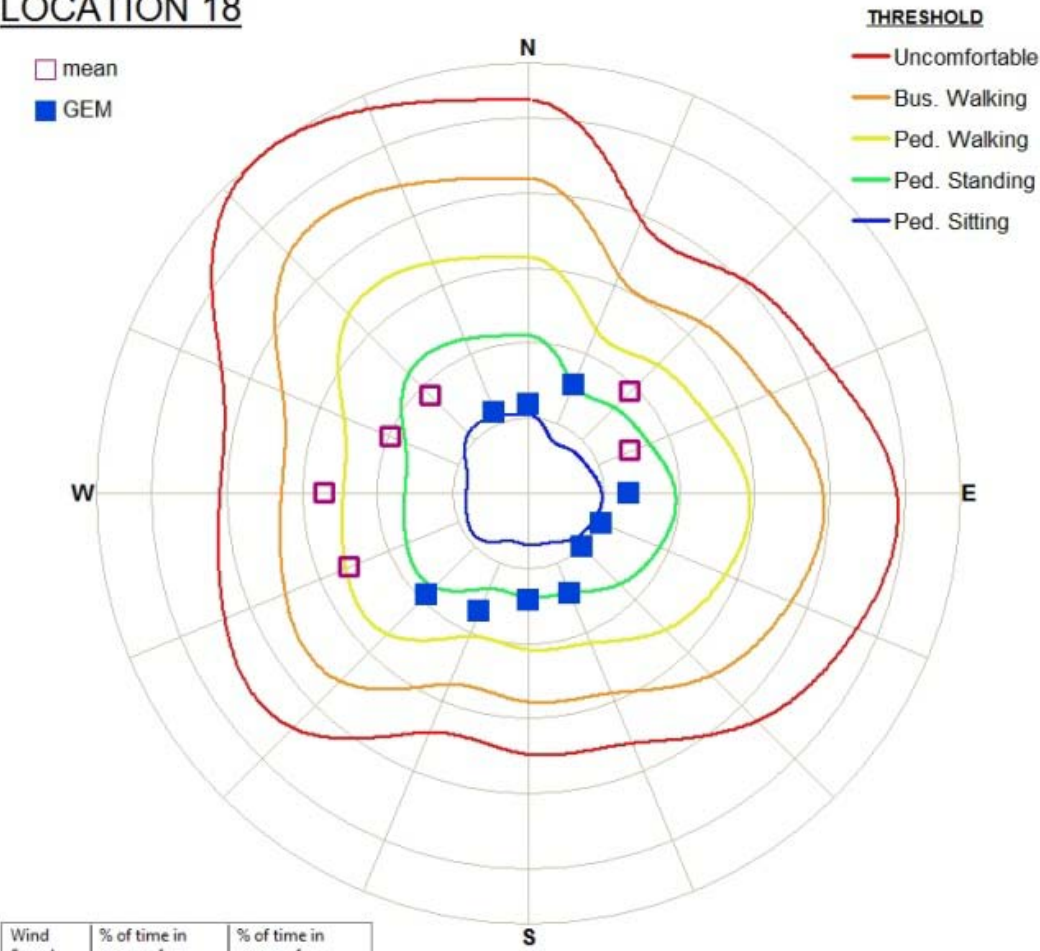 LOCATION 18
mean
GEM
THRESHOLD
Uncomfortable
Bus. Walking
Ped. Walking
Ped. Standing
Ped. Sitting
N
W
E
S
Wind
% of time in
% of time in